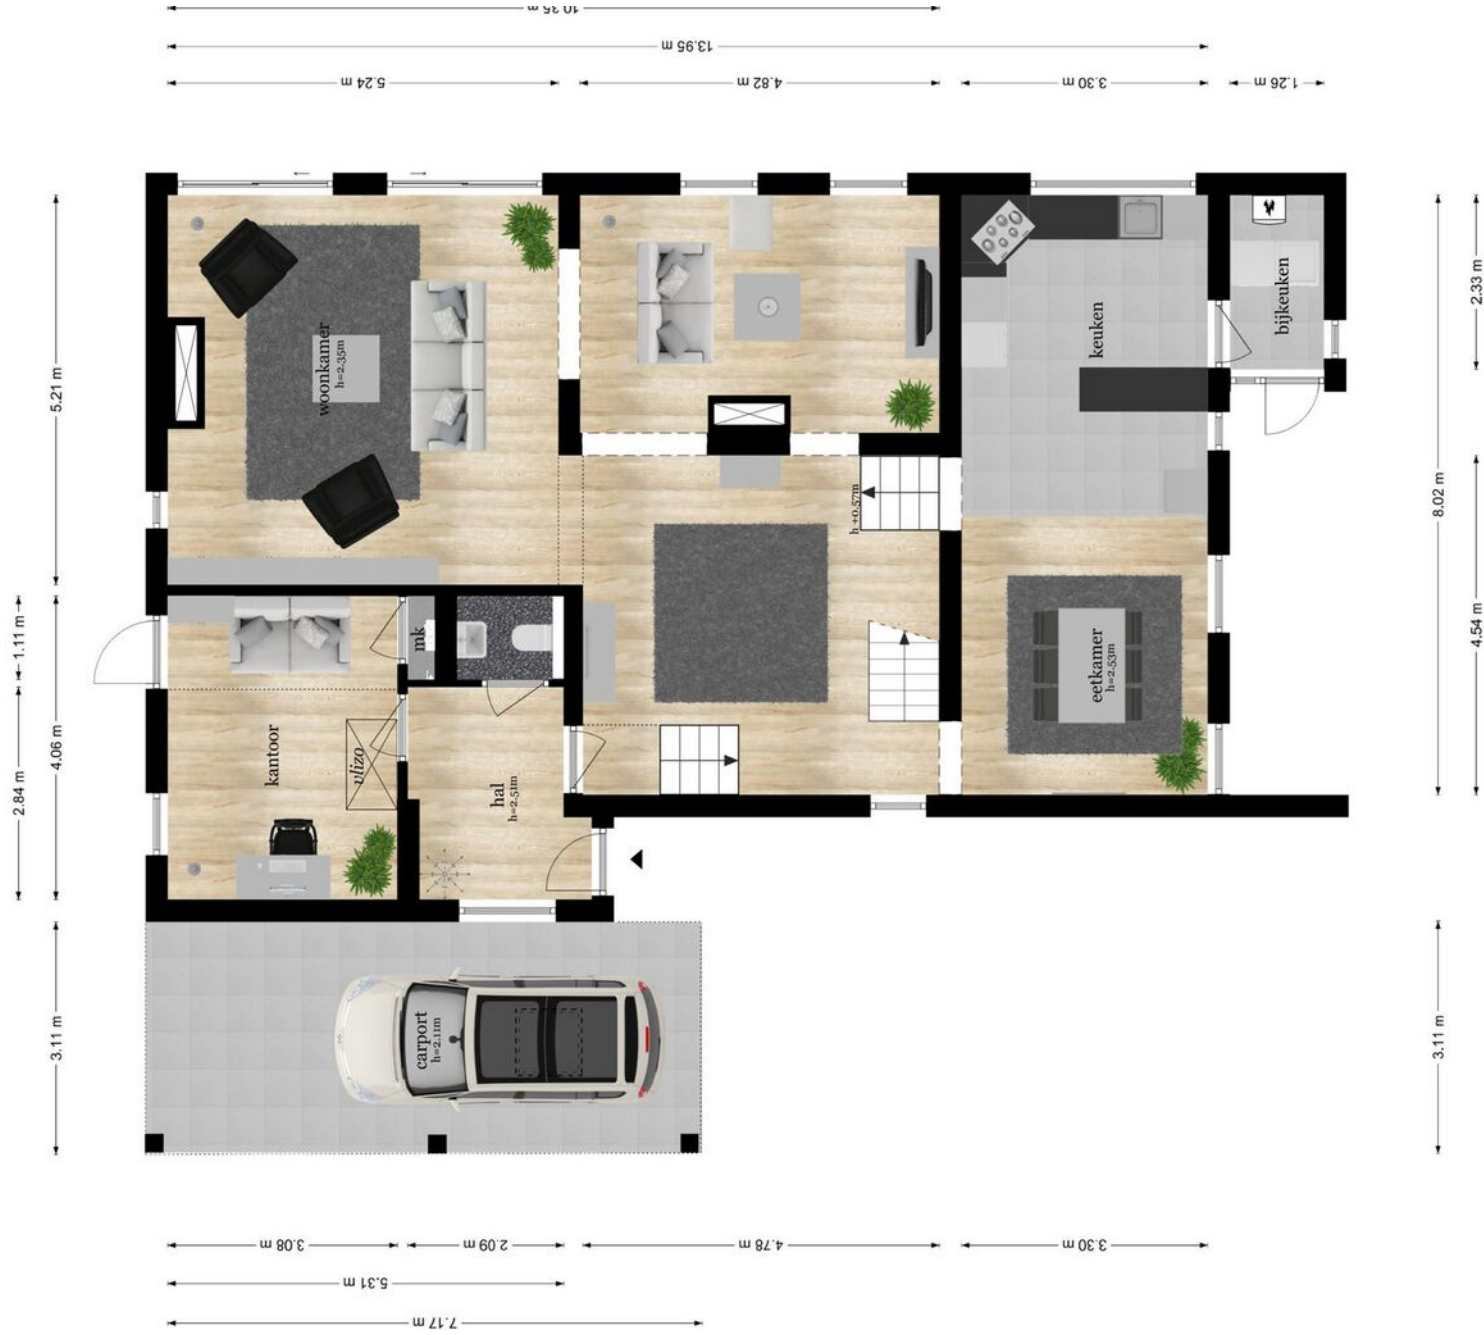 10.35 m
13.95 m
5.24 m
4.82 m
3.30 m
1.26 m
5.21 m
1.11 m
4.06 m
2.84 m
3.11 m
2.33 m
8.02 m
4.54 m
3.11 m
woonkamer
h=2.35m
keuken
bijkeuken
h +0.57m
mk
kantoor
vlizo
hal
h=2.51m
eetkamer
h=2.53m
carport
h=2.11m
3.08 m
2.09 m
4.78 m
3.30 m
5.31 m
7.17 m